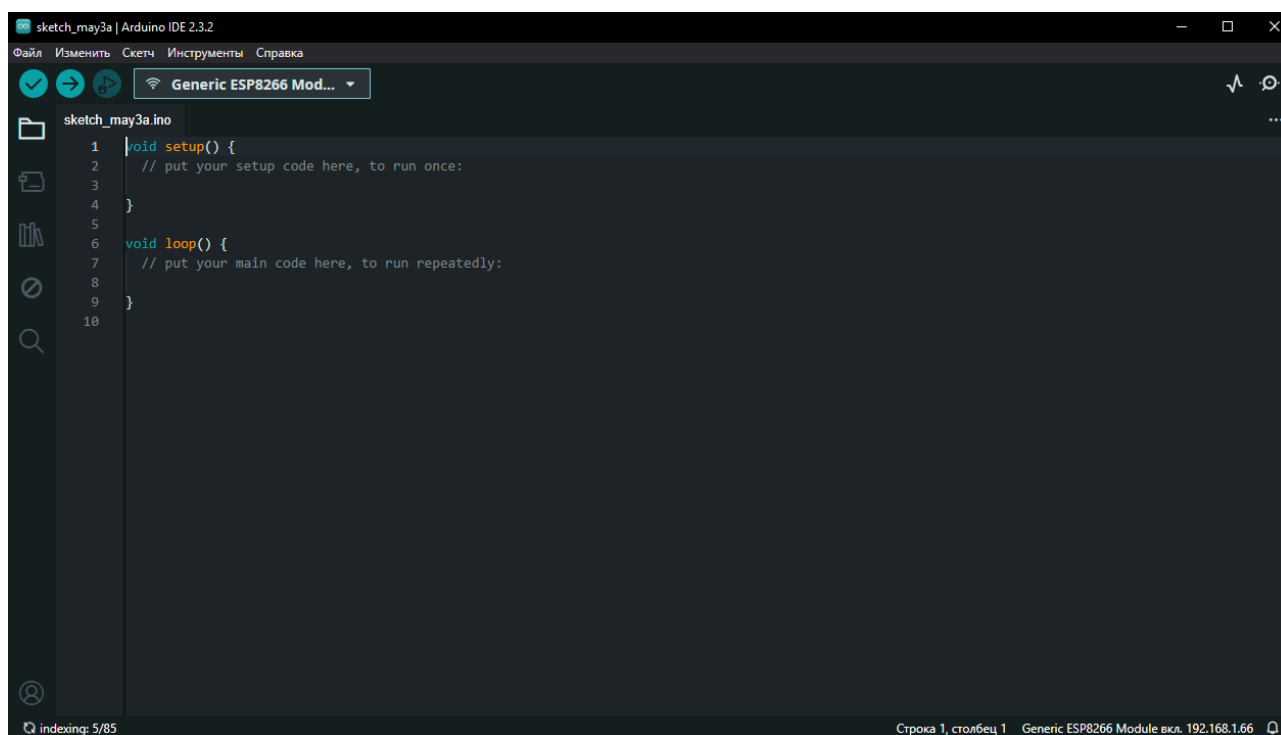 sketch_may3a | Arduino IDE 2.3.2
Файл Изменить Скетч Инструменты Справка
Generic ESP8266 Mod...
sketch_may3a.ino
...
1 void setup() {
2 // put your setup code here, to run once:
3
4 }
5
6 void loop() {
7 // put your main code here, to run repeatedly:
8
9 }
10
indexing: 5/85 Строка 1, столбец 1 Generic ESP8266 Module вкл. 192.168.1.66